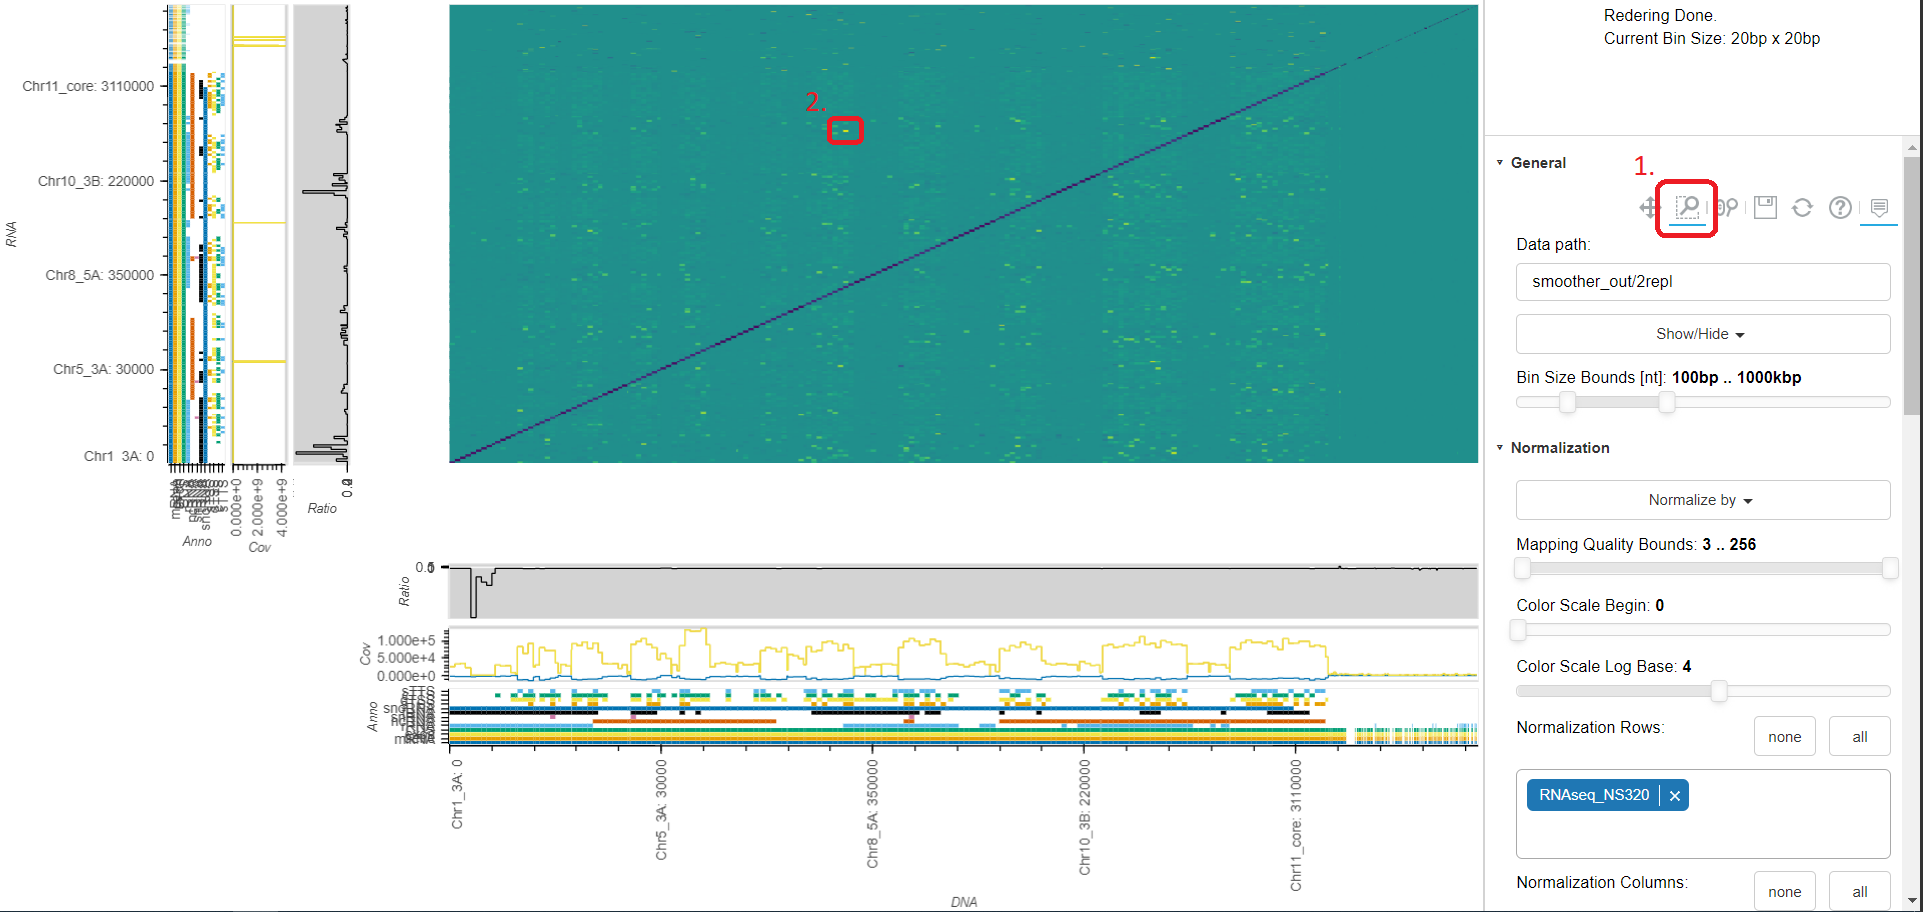 Redering Done.
Current Bin Size: 20bp x 20bp
General
1.
Data path:
smoother_out/2repl
Show/Hide
Bin Size Bounds [nt]: 100bp .. 1000kbp
Normalization
Normalize by
Mapping Quality Bounds: 3 .. 256
Color Scale Begin: 0
Color Scale Log Base: 4
Normalization Rows:
none
all
RNAseq_NS320
Normalization Columns:
none
all
2.
RNA
Chr11_core: 3110000
Chr10_3B: 220000
Chr8_5A: 350000
Chr5_3A: 30000
Chr1_3A: 0
Anno
0.000e+0
2.000e+9
4.000e+9
Cov
Ratio
Ratio
Cov
1.000e+5
5.000e+4
0.000e+0
Anno
sTTS
Chr1_3A: 0
Chr5_3A: 30000
Chr8_5A: 350000
Chr10_3B: 220000
Chr11_core: 3110000
DNA